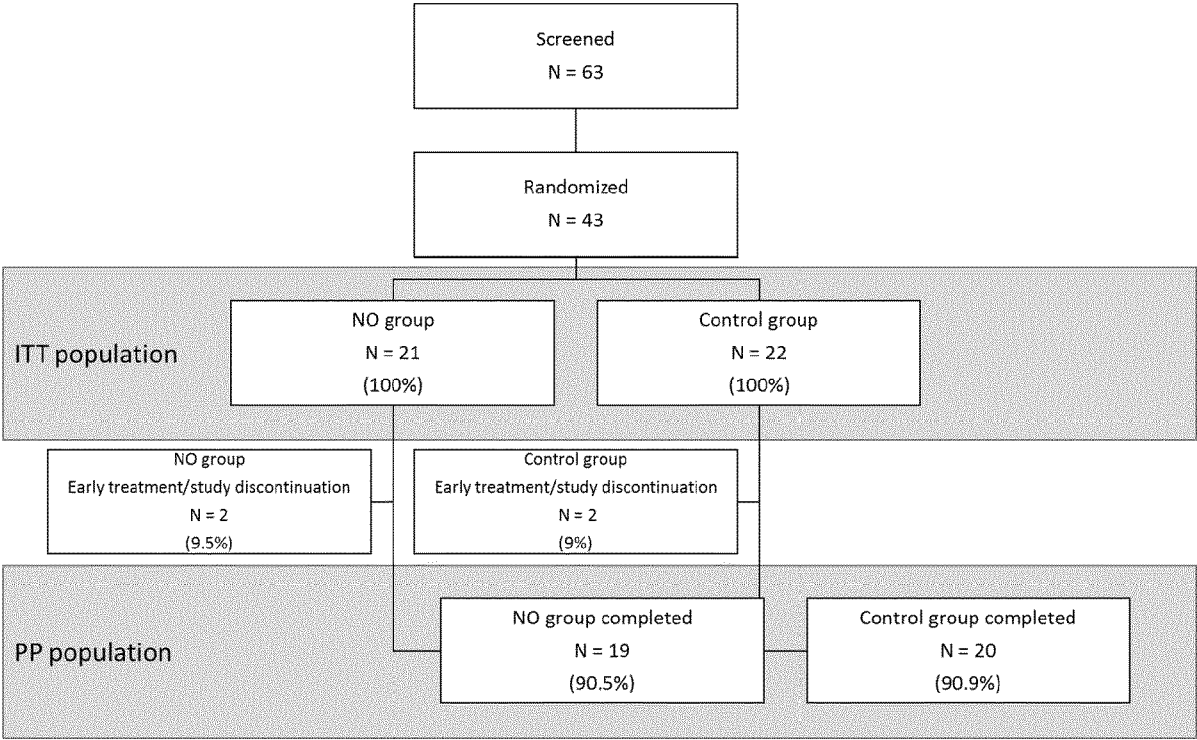 Screened
N = 63
Randomized
N = 43
ITT population
NO group
N = 21
(100%)
Control group
N = 22
(100%)
NO group
Early treatment/study discontinuation
N = 2
(9.5%)
Control group
Early treatment/study discontinuation
N = 2
(9%)
PP population
NO group completed
N = 19
(90.5%)
Control group completed
N = 20
(90.9%)